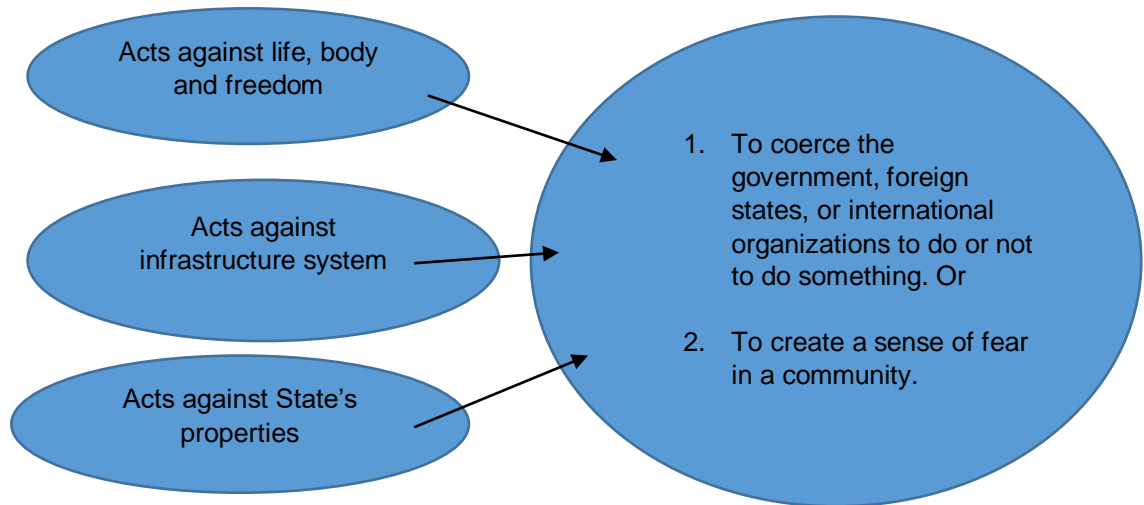 Acts against life, body
and freedom
Acts against
infrastructure system
Acts against State’s
properties
1. To coerce the
government, foreign
states, or international
organizations to do or not
to do something. Or
2. To create a sense of fear
in a community.